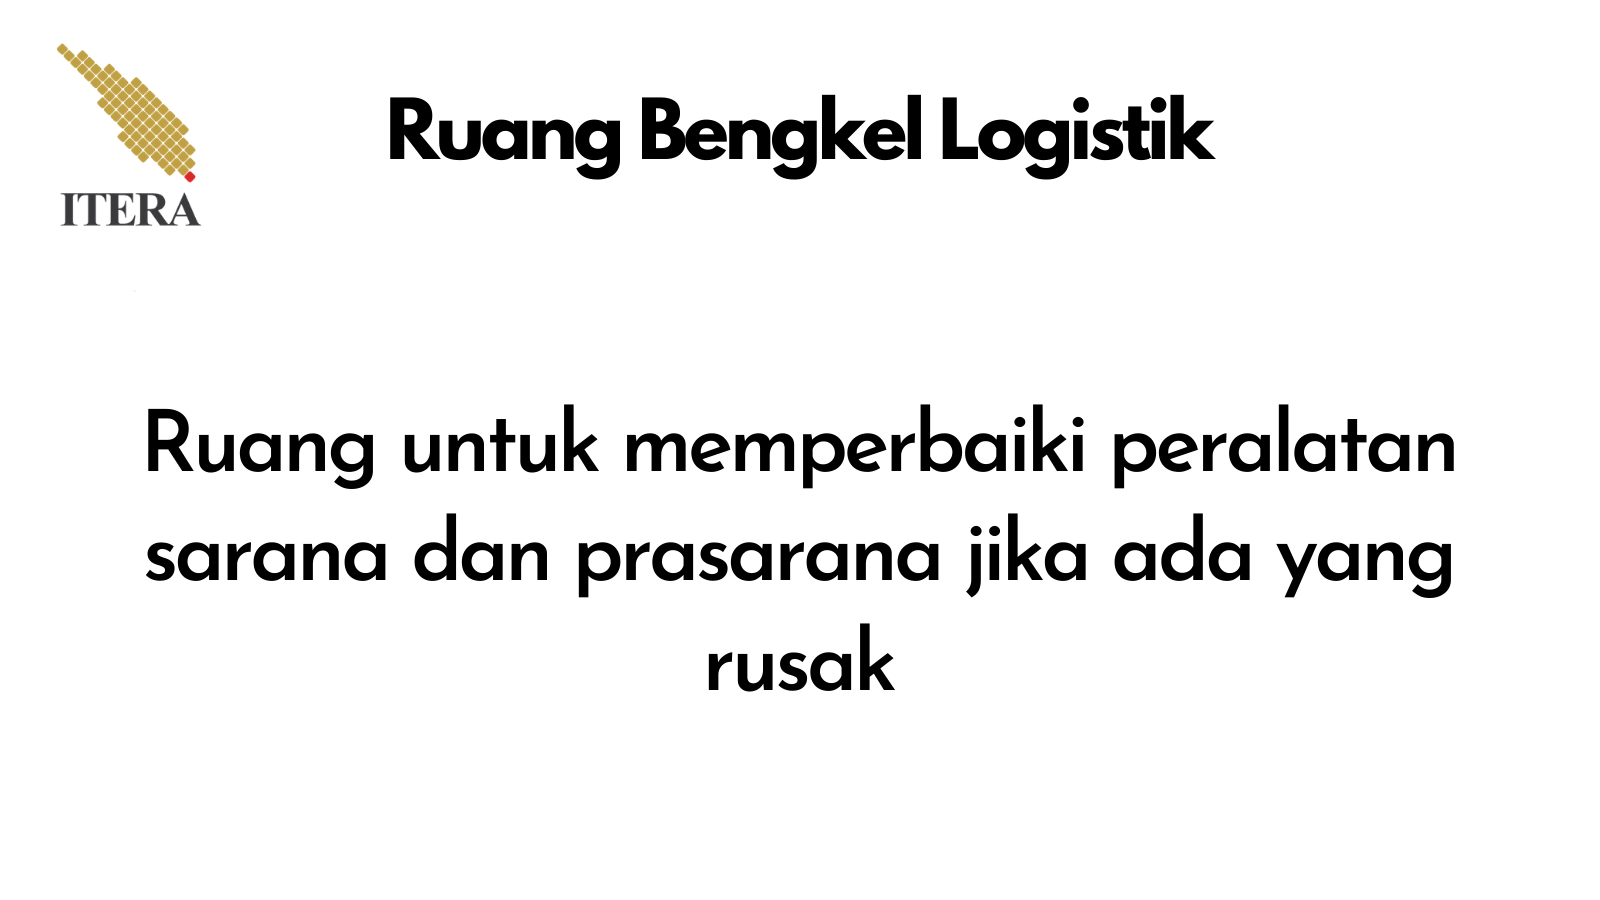 ITERA
Ruang Bengkel Logistik
Ruang untuk memperbaiki peralatan
sarana dan prasarana jika ada yang
rusak